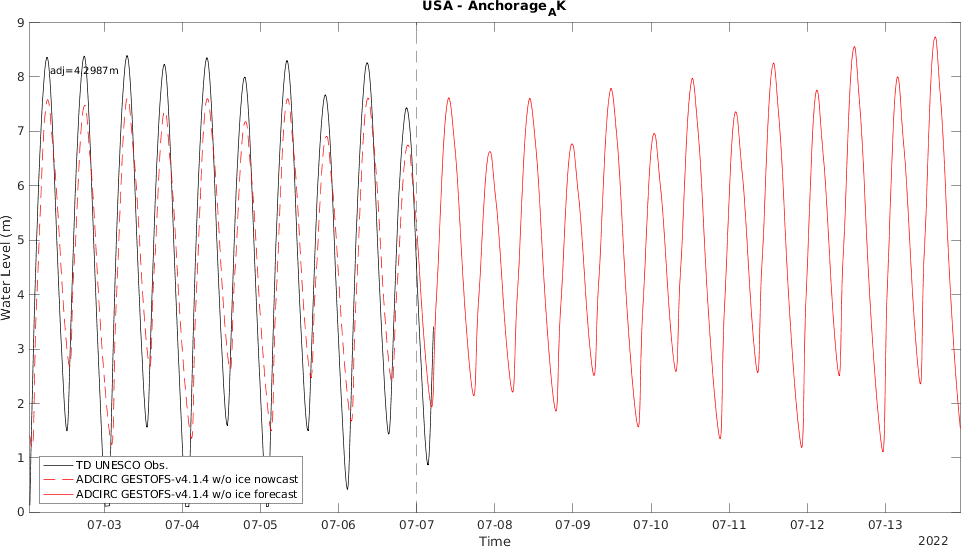 USA - Anchorage_AK
9
adj=4.2987m
8
7
6
5
4
3
2
1
0
Water Level (m)
TD UNESCO Obs.
ADCIRC GESTOFS-v4.1.4 w/o ice nowcast
ADCIRC GESTOFS-v4.1.4 w/o ice forecast
07-03 07-04 07-05 07-06 07-07 07-08 07-09 07-10 07-11 07-12 07-13
Time
2022